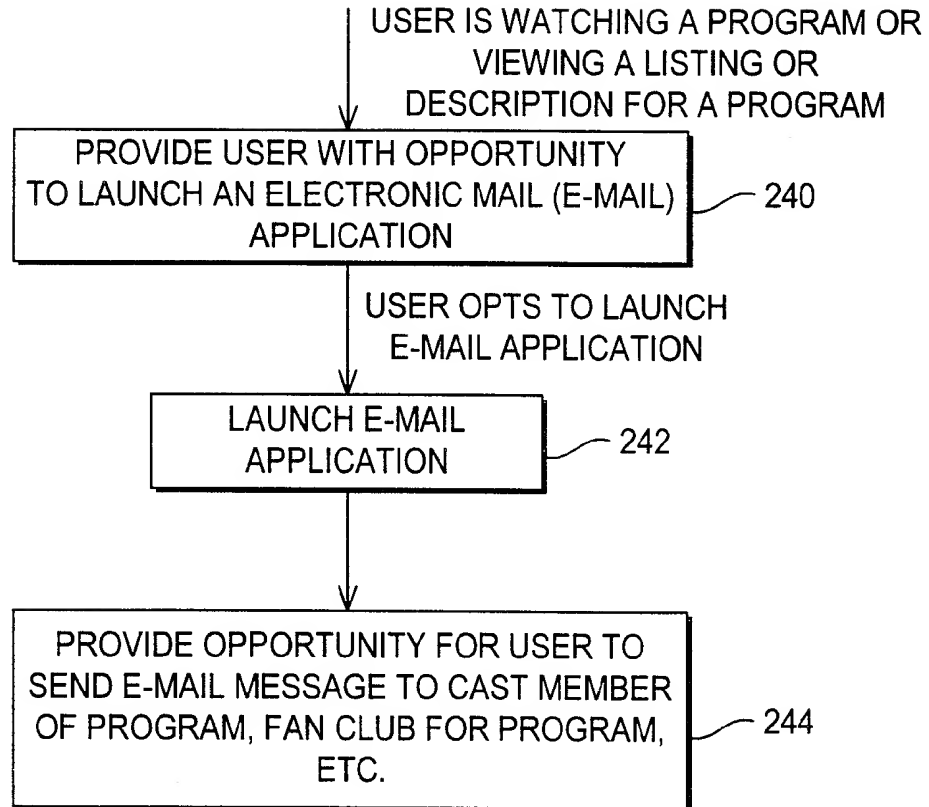 USER IS WATCHING A PROGRAM OR
VIEWING A LISTING OR
DESCRIPTION FOR A PROGRAM
PROVIDE USER WITH OPPORTUNITY
TO LAUNCH AN ELECTRONIC MAIL (E-MAIL)
APPLICATION
240
USER OPTS TO LAUNCH
E-MAIL APPLICATION
LAUNCH E-MAIL
APPLICATION
242
PROVIDE OPPORTUNITY FOR USER TO
SEND E-MAIL MESSAGE TO CAST MEMBER
OF PROGRAM, FAN CLUB FOR PROGRAM,
ETC.
244